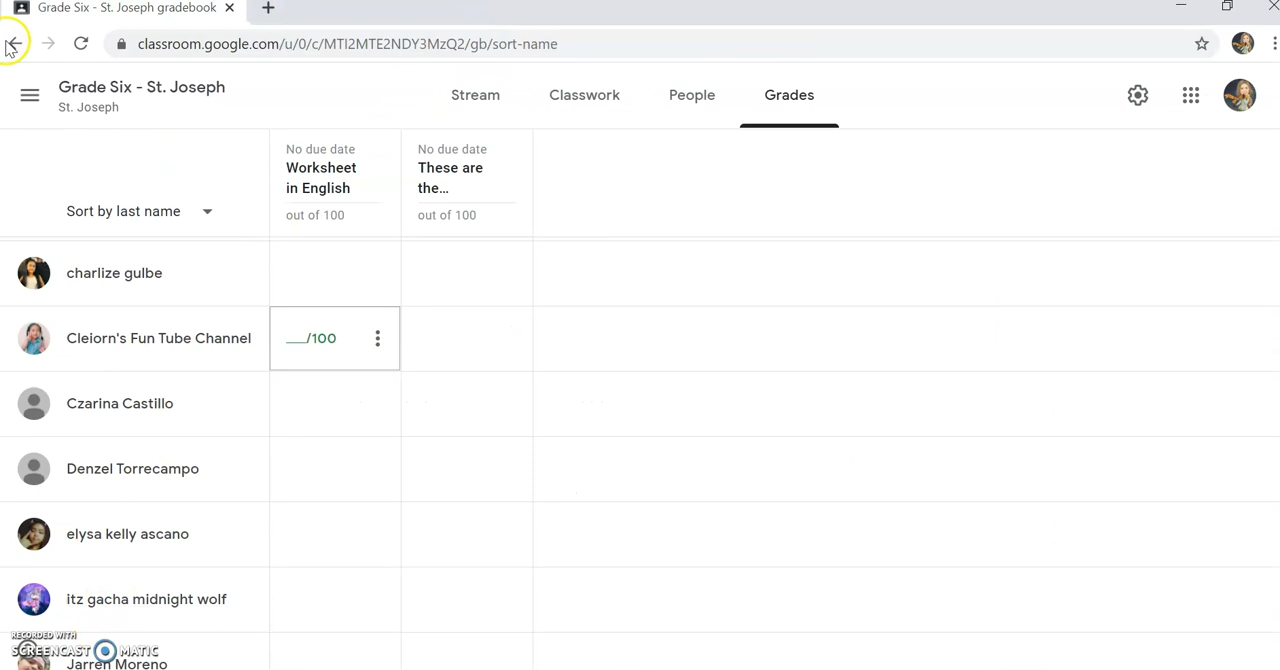 Grade Six - St. Joseph gradebook
classroom.google.com/u/0/c/MTI2MTE2NDY3MzQ2/gb/sort-name
Grade Six - St. Joseph
St. Joseph
Stream
Classwork
People
Grades
No due date
Worksheet
in English
out of 100
No due date
These are
the...
out of 100
Sort by last name
charlize gulbe
Cleiorn's Fun Tube Channel
__/100
Czarina Castillo
Denzel Torrecampo
elysa kelly ascano
itz gacha midnight wolf
Jarren Moreno
RECORDED WITH
SCREENCAST MATIC